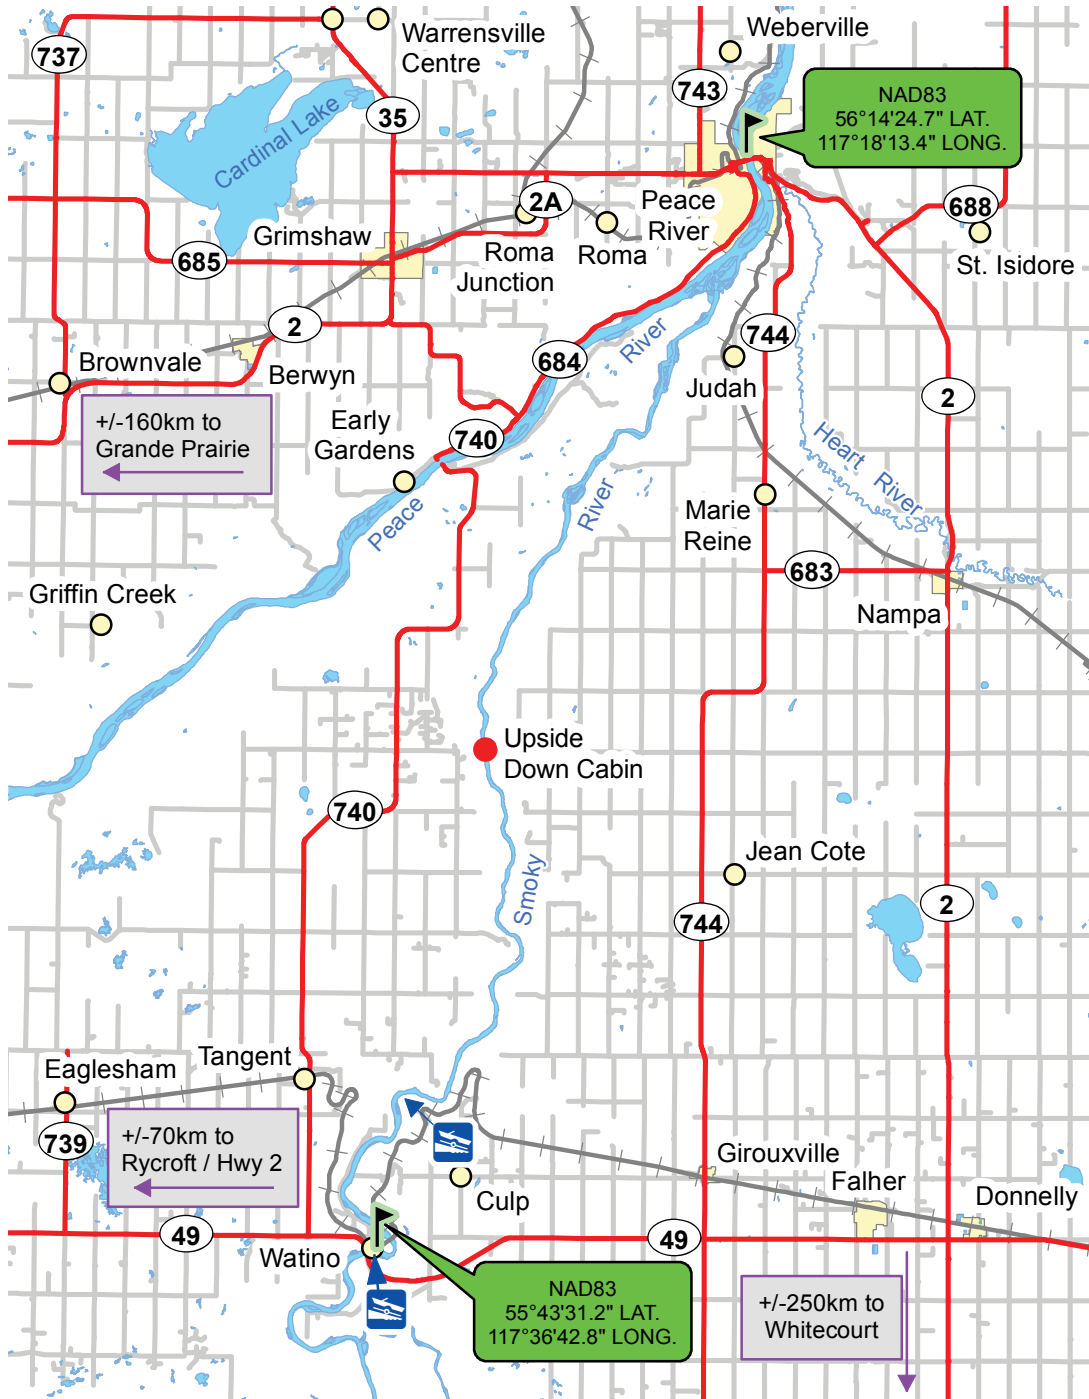 Warrensville
Centre
Weberville
737
743
35
NAD83
56°14'24.7" LAT.
117°18'13.4" LONG.
Cardinal Lake
2A
Peace
River
688
Grimshaw
685
Roma
Junction
Roma
St. Isidore
2
River
744
684
Brownvale
Berwyn
Judah
2
+/-160km to
Grande Prairie
Early
Gardens
740
Heart River
Peace
River
Marie
Reine
683
Griffin Creek
Nampa
Upside
Down Cabin
740
Jean Cote
Smoky
744
2
Tangent
Eaglesham
739
+/-70km to
Rycroft / Hwy 2
Girouxville
Falher
Donnelly
Culp
49
Watino
49
NAD83
55°43'31.2" LAT.
117°36'42.8" LONG.
+/-250km to
Whitecourt